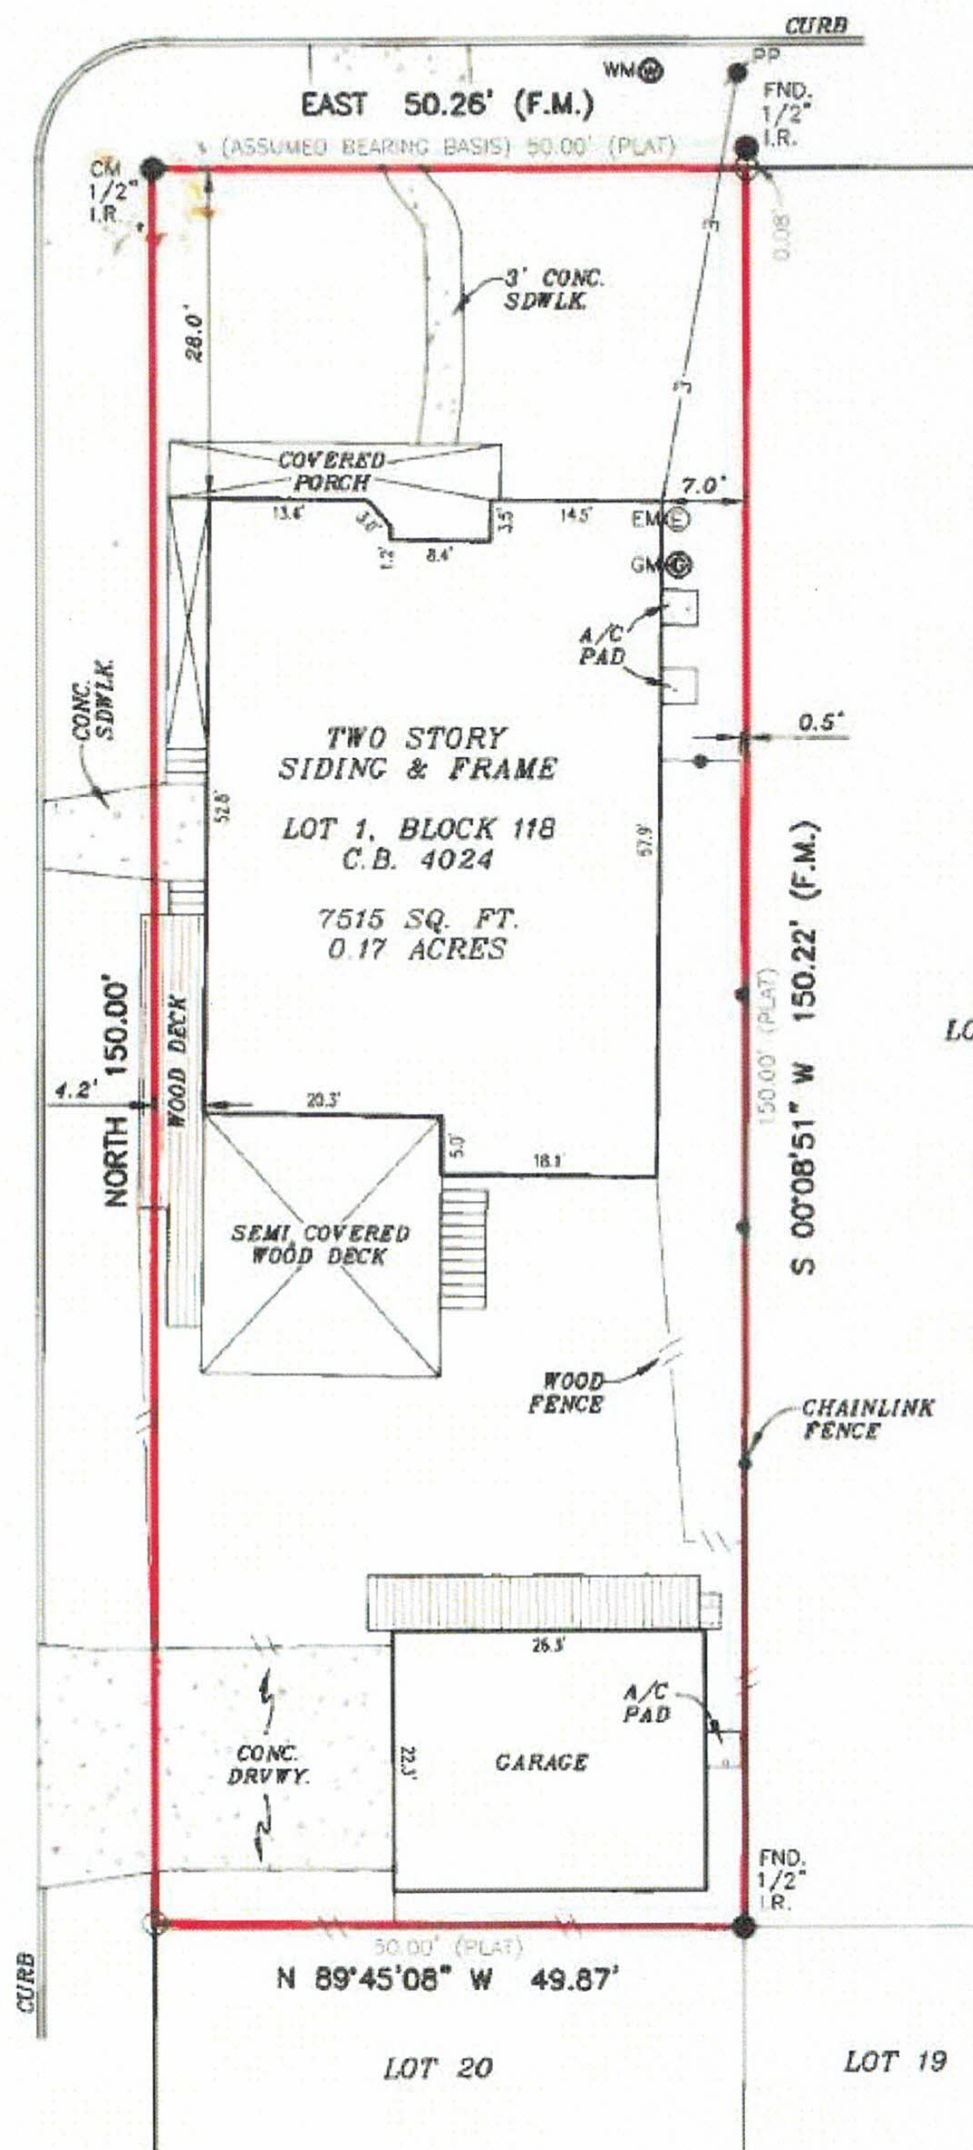 CURB
PP
WM W
FND.
1/2"
I.R.
EAST 50.26' (F.M.)
(ASSUMED BEARING BASIS) 50.00' (PLAT)
CM
1/2"
I.R.
0.08'
3
3' CONC.
SDWLK.
28.0'
3
COVERED
PORCH
7.0'
13.6'
3.0'
3.5'
14.5'
EM E
1.2'
8.4'
GM G
A/C
PAD
CONC.
SDWLK.
0.5'
TWO STORY
SIDING & FRAME
52.8'
LOT 1, BLOCK 118
C.B. 4024
57.9'
7515 SQ. FT.
0.17 ACRES
S 00°08'51" W 150.22' (F.M.)
150.00' (PLAT)
LO
NORTH 150.00'
WOOD DECK
4.2'
20.3'
5.0'
18.1'
SEMI COVERED
WOOD DECK
WOOD
FENCE
CHAINLINK
FENCE
26.3'
A/C
PAD
CONC.
DRVWY.
22.3'
GARAGE
FND.
1/2"
I.R.
50.00' (PLAT)
N 89°45'08" W 49.87'
CURB
LOT 20
LOT 19